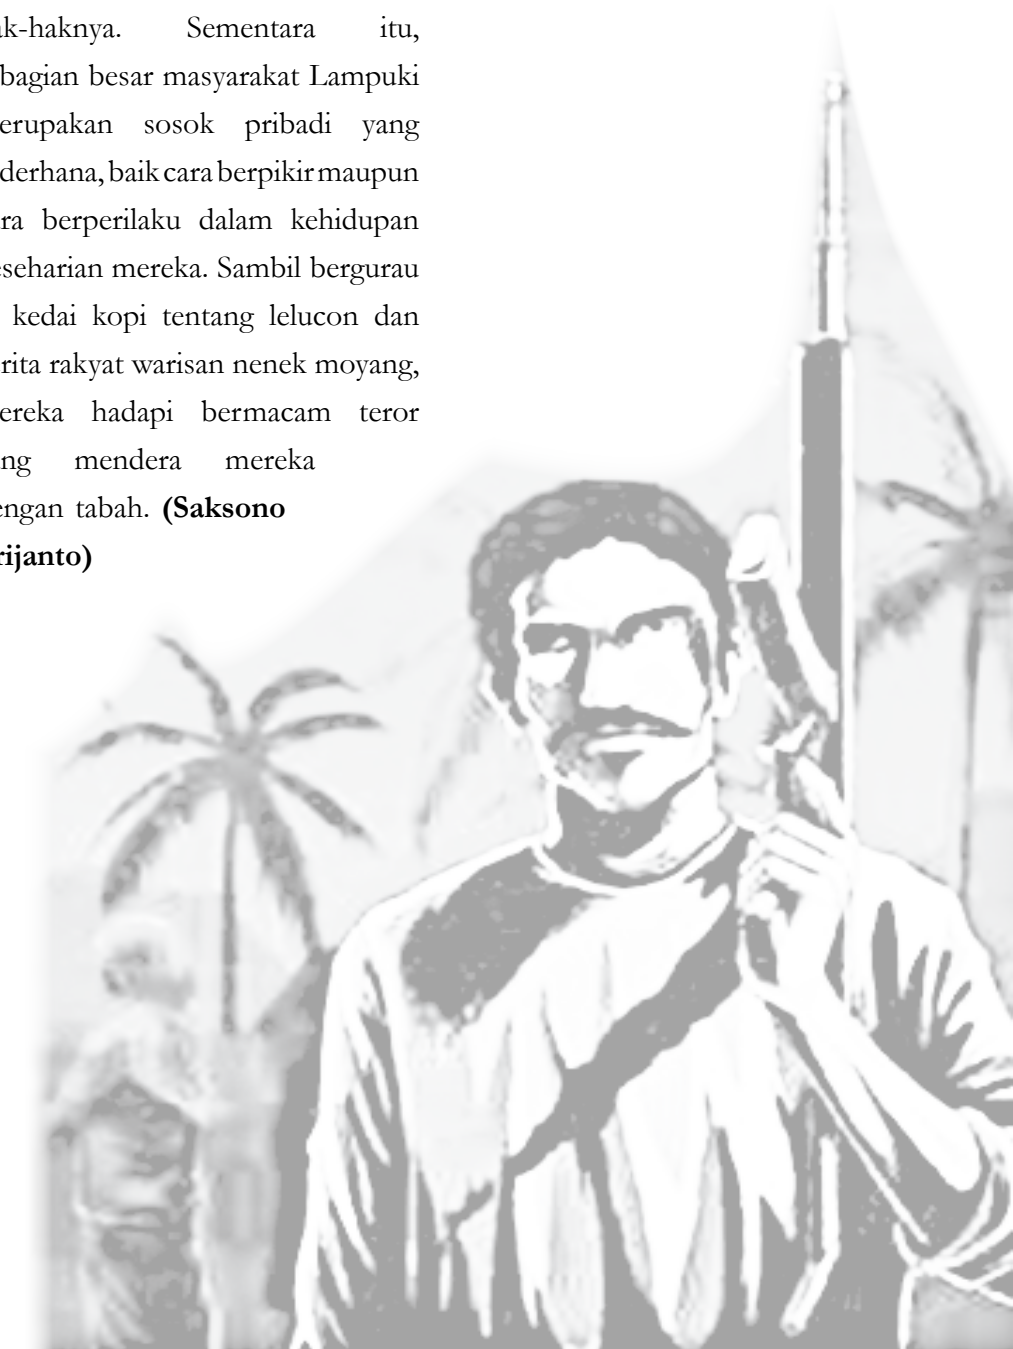 ak-haknya. Sementara itu,
bagian besar masyarakat Lampuki
erupakan sosok pribadi yang
derhana, baik cara berpikir maupun
ra berperilaku dalam kehidupan
eseharian mereka. Sambil bergurau
kedai kopi tentang lelucon dan
rita rakyat warisan nenek moyang,
ereka hadapi bermacam teror
ng mendera mereka
engan tabah. (Saksono
rijanto)